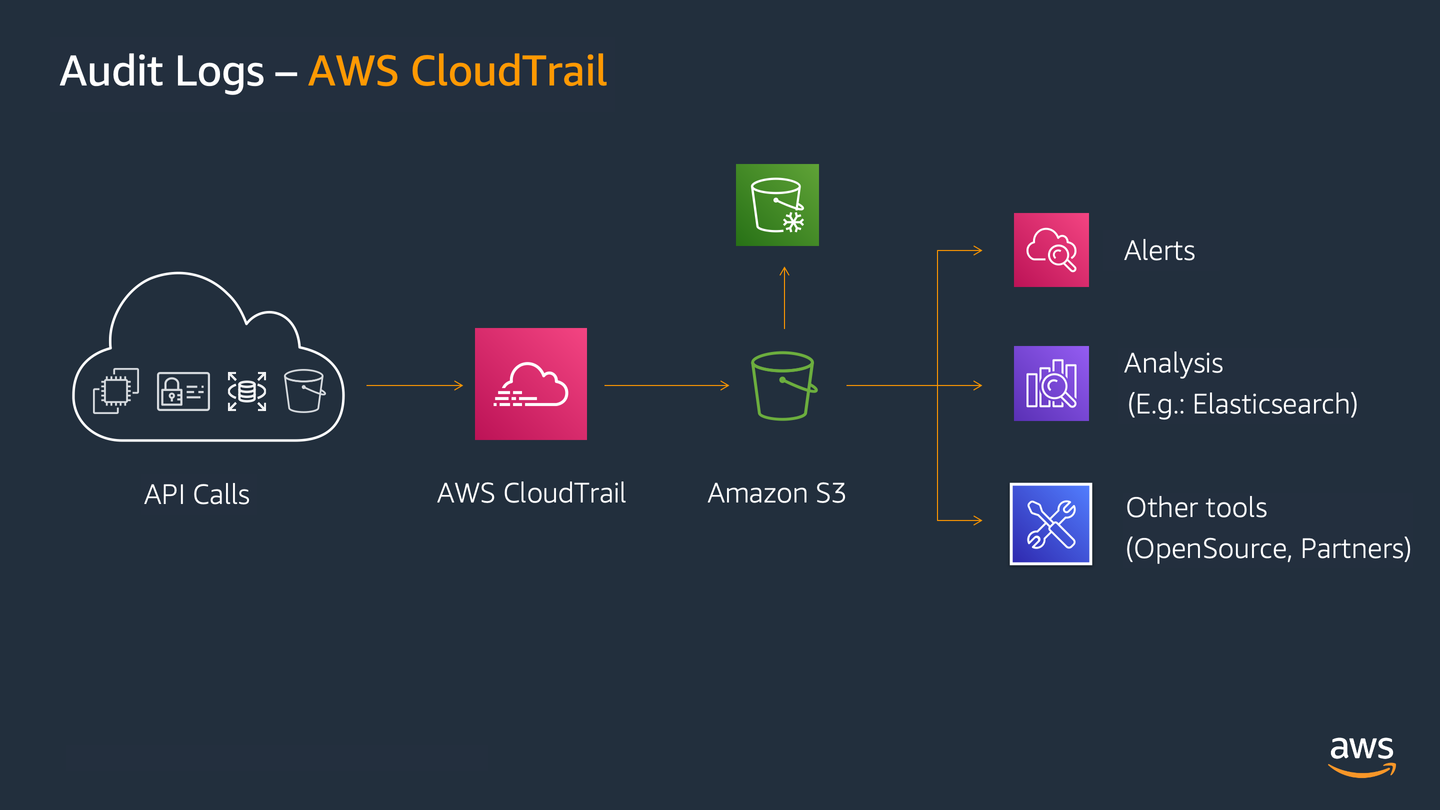 Audit Logs – AWS CloudTrail
API Calls
AWS CloudTrail
Amazon S3
Alerts
Analysis
(E.g.: Elasticsearch)
Other tools
(OpenSource, Partners)
aws